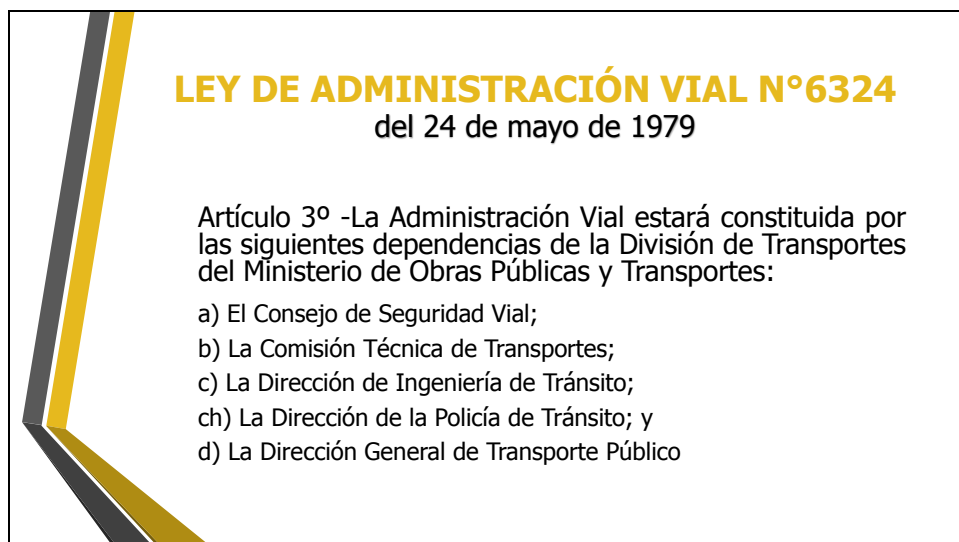 LEY DE ADMINISTRACIÓN VIAL N°6324
del 24 de mayo de 1979
Artículo 3º -La Administración Vial estará constituida por
las siguientes dependencias de la División de Transportes
del Ministerio de Obras Públicas y Transportes:
a) El Consejo de Seguridad Vial;
b) La Comisión Técnica de Transportes;
c) La Dirección de Ingeniería de Tránsito;
ch) La Dirección de la Policía de Tránsito; y
d) La Dirección General de Transporte Público